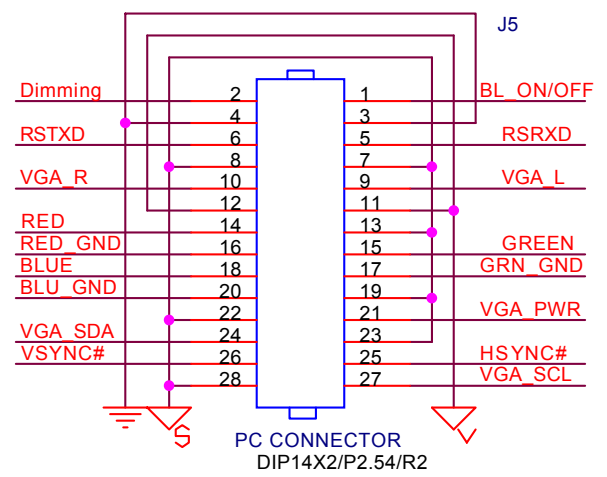 J5
Dimming 2 1 BL_ON/OFF
4 3
RSTXD 6 5 RSRXD
8 7
VGA_R 10 9 VGA_L
12 11
RED 14 13
RED_GND 16 15 GREEN
BLUE 18 17 GRN_GND
BLU_GND 20 19
22 21 VGA_PWR
VGA_SDA 24 23
VSYNC# 26 25 HSYNC#
28 27 VGA_SCL
S
V
PC CONNECTOR
DIP14X2/P2.54/R2